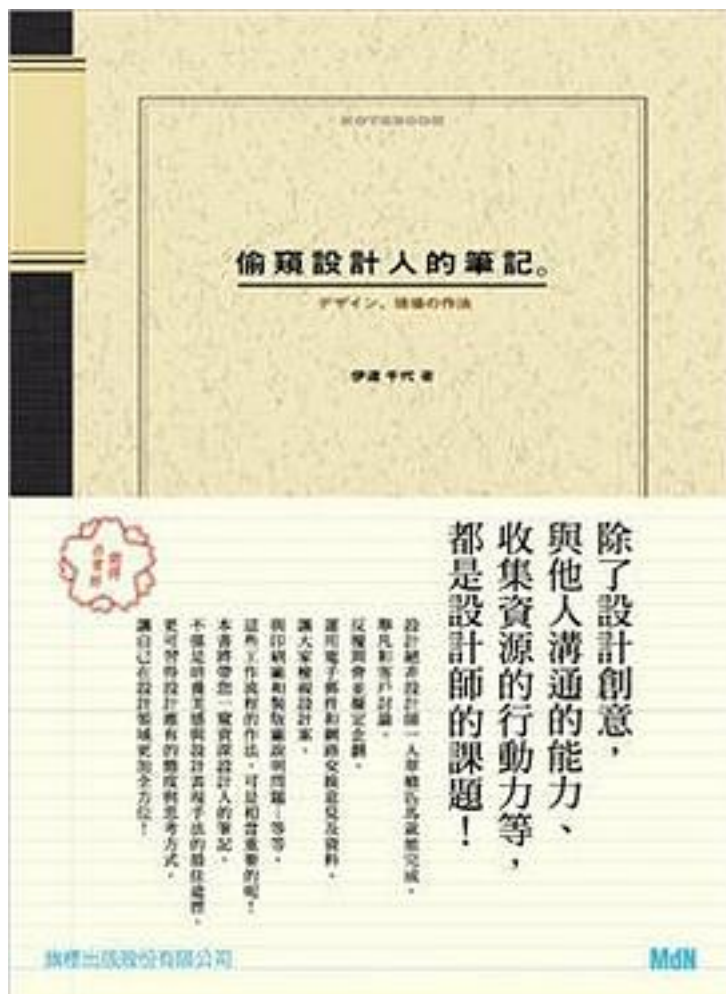 NOTEBOOK
偷窺設計人的筆記。
デザイン、現場の作法
伊達 千代 著
除了設計創意，
與他人溝通的能力、
收集資源的行動力等，
都是設計師的課題！
設計絕非設計師一人單槍匹馬就能完成，
舉凡和客戶討論，
反覆開會並擬定企劃，
運用電子郵件和網路交換意見及資料，
讓大家檢視設計案，
與印刷廠和製版廠說明問題…等等，
這些工作流程的作法，可是相當重要的呢！
本書將帶您一覽資深設計人的筆記，
不僅是培養美感與設計表現手法的最佳處理，
更可習得設計應有的態度與思考方式，
讓自己在設計領域更加全方位！
旗標出版股份有限公司
MdN